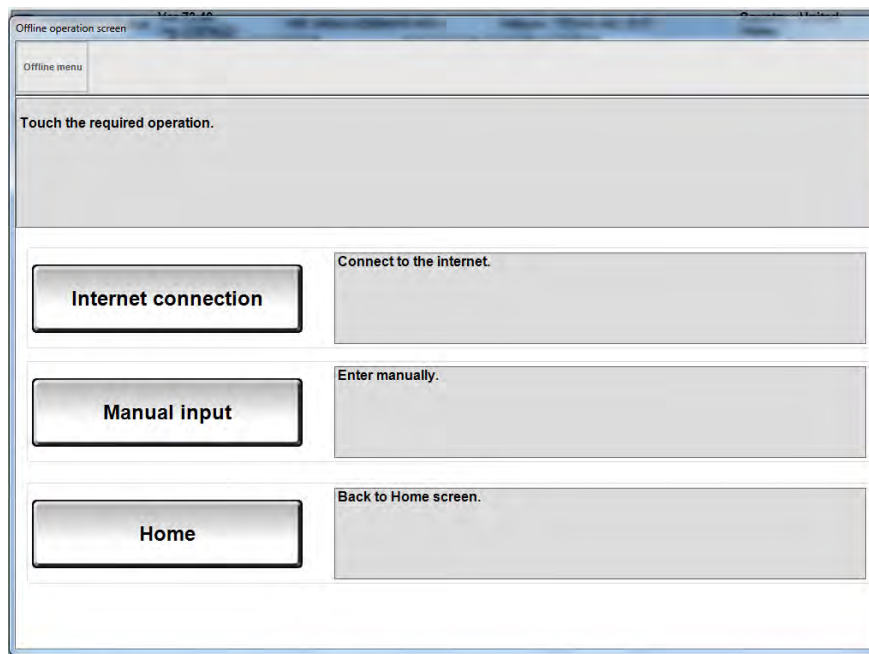 Offline operation screen
Offline menu
Touch the required operation.
Internet connection
Connect to the internet.
Manual input
Enter manually.
Home
Back to Home screen.